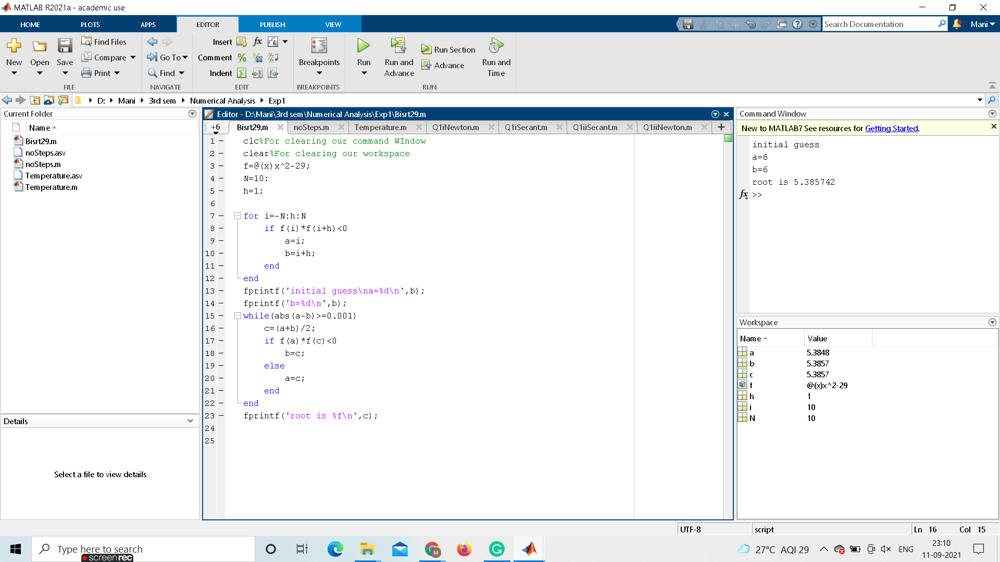 MATLAB R2021a - academic use
HOME PLOTS APPS EDITOR PUBLISH VIEW
Search Documentation Mani
New Open Save Find Files Compare Print
Go To Find
Insert fx fi
Comment
Indent
Breakpoints
Run Run and Advance Run Section Advance Run and Time
FILE NAVIGATE EDIT BREAKPOINTS RUN
D: Mani 3rd sem Numerical Analysis Exp1
Current Folder
Name
Bisrt29.m
noSteps.asv
noSteps.m
Temperature.asv
Temperature.m
Details
Select a file to view details
Editor - D:\Mani\3rd sem\Numerical Analysis\Exp1\Bisrt29.m
+6 Bisrt29.m noSteps.m Temperature.m Q1iNewton.m Q1iSecant.m Q1iiSecant.m Q1iiNewton.m +
1 clc%For clearing our command WIndow
2 clear%For clearing our workspace
3 f=@(x)x^2-29;
4 N=10;
5 h=1;
6
7 for i=-N:h:N
8 if f(i)*f(i+h)<0
9 a=i;
10 b=i+h;
11 end
12 end
13 fprintf('initial guess\na=%d\n',b);
14 fprintf('b=%d\n',b);
15 while(abs(a-b)>=0.001)
16 c=(a+b)/2;
17 if f(a)*f(c)<0
18 b=c;
19 else
20 a=c;
21 end
22 end
23 fprintf('root is %f\n',c);
24
25
Command Window
New to MATLAB? See resources for Getting Started.
initial guess
a=6
b=6
root is 5.385742
fx >>
Workspace
Name Value
a 5.3848
b 5.3857
c 5.3857
f @(x)x^2-29
h 1
i 10
N 10
UTF-8 script Ln 16 Col 15
Type here to search
screenrec
27°C AQI 29 ENG
23:10
11-09-2021